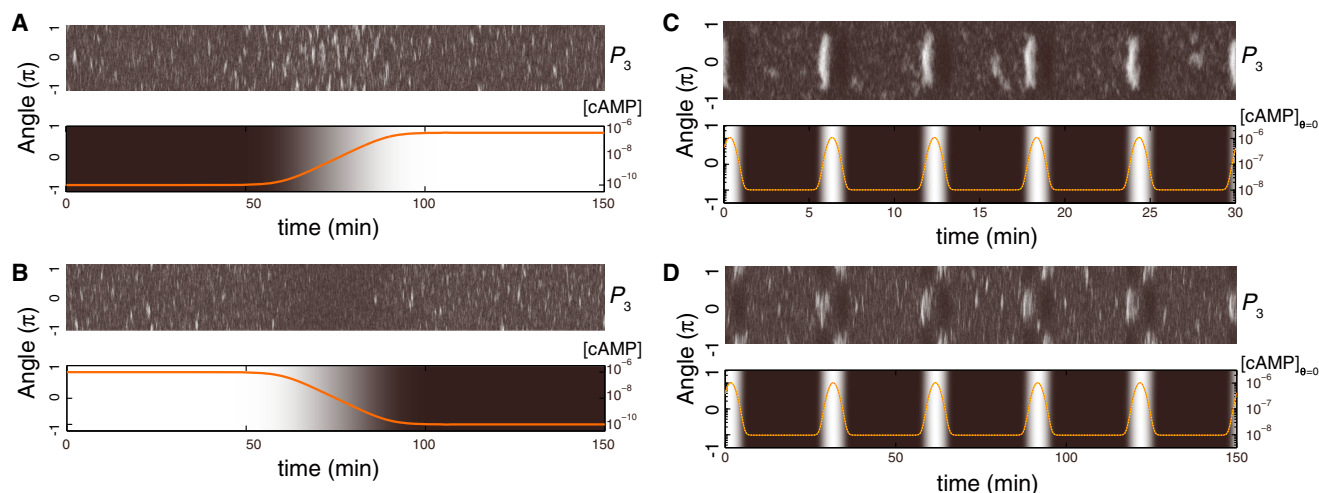 A
1
0
-1
P3
Angle (π)
[cAMP]
1
0
-1
10^-6
10^-8
10^-10
0 50 100 150
time (min)
B
1
0
-1
P3
Angle (π)
[cAMP]
1
0
-1
10^-6
10^-8
10^-10
0 50 100 150
time (min)
C
1
0
-1
P3
Angle (π)
[cAMP]θ=0
1
0
-1
10^-6
10^-7
10^-8
0 5 10 15 20 25 30
time (min)
D
1
0
-1
P3
Angle (π)
[cAMP]θ=0
1
0
-1
10^-6
10^-7
10^-8
0 50 100 150
time (min)